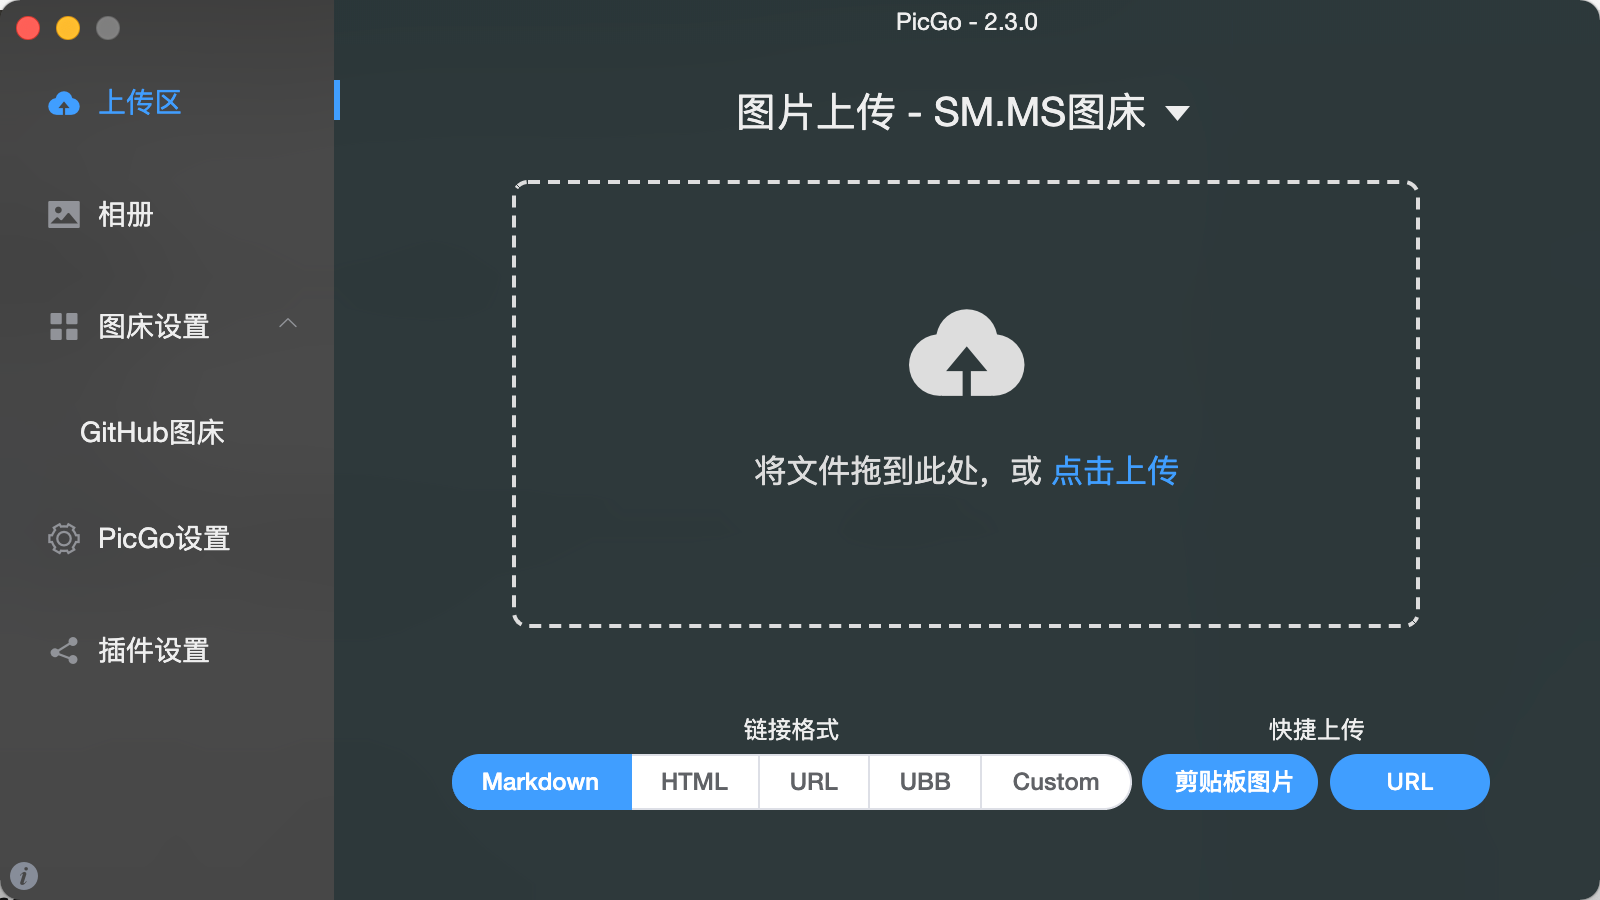 PicGo - 2.3.0
上传区
相册
图床设置
GitHub图床
PicGo设置
插件设置
图片上传 - SM.MS图床
将文件拖到此处，或 点击上传
链接格式
Markdown HTML URL UBB Custom
快捷上传
剪贴板图片 URL
i